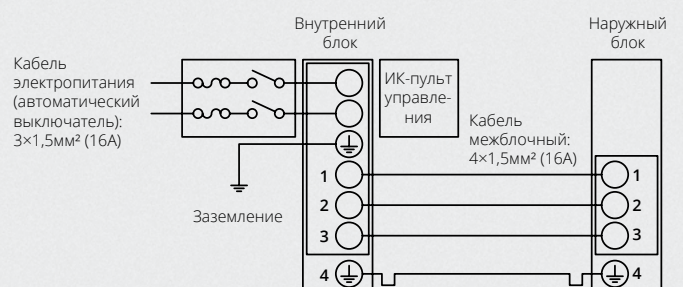 Внутренний
блок
Наружный
блок
Кабель
электропитания
(автоматический
выключатель):
3×1,5мм² (16А)
ИК-пульт
управле-
ния
Кабель
межблочный:
4×1,5мм² (16А)
Заземление
1
2
3
4
1
2
3
4